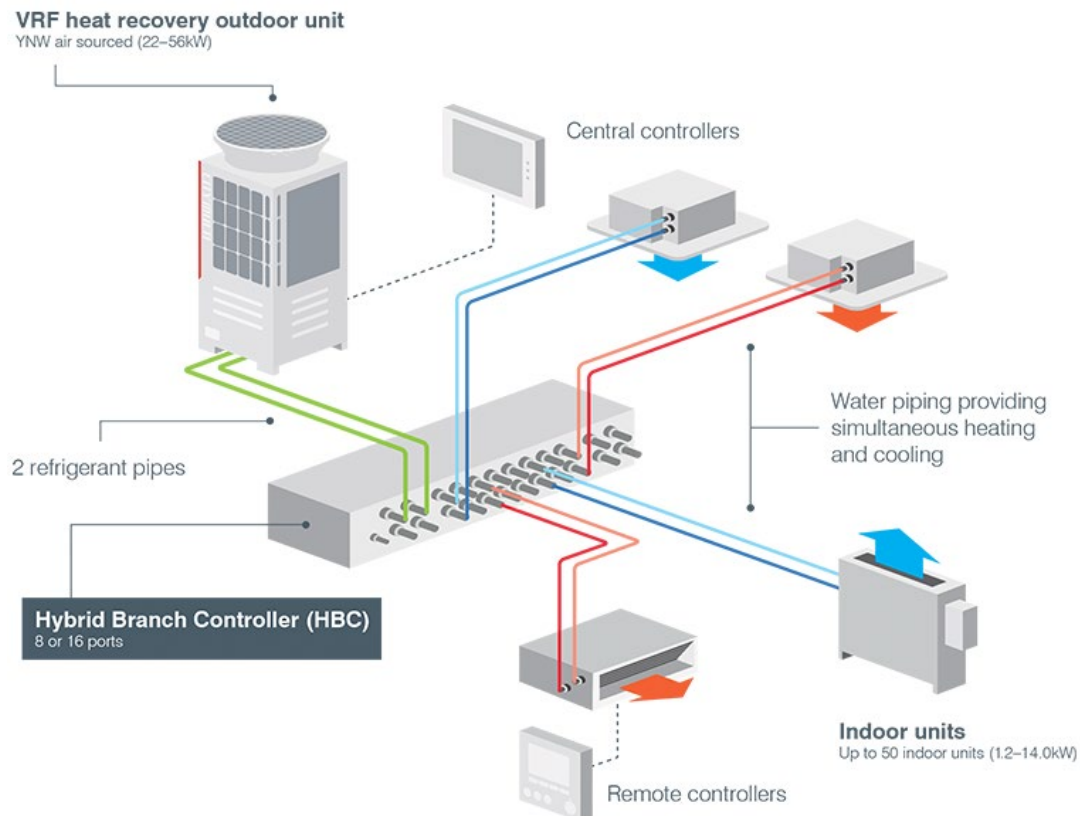 VRF heat recovery outdoor unit
YNW air sourced (22–56kW)
Central controllers
2 refrigerant pipes
Water piping providing
simultaneous heating
and cooling
Hybrid Branch Controller (HBC)
8 or 16 ports
Indoor units
Up to 50 indoor units (1.2–14.0kW)
Remote controllers